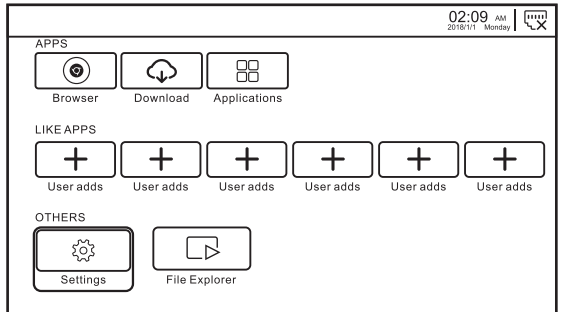 02:09 AM
2018/1/1 Monday
APPS
Browser Download Applications
LIKE APPS
User adds User adds User adds User adds User adds User adds
OTHERS
Settings File Explorer